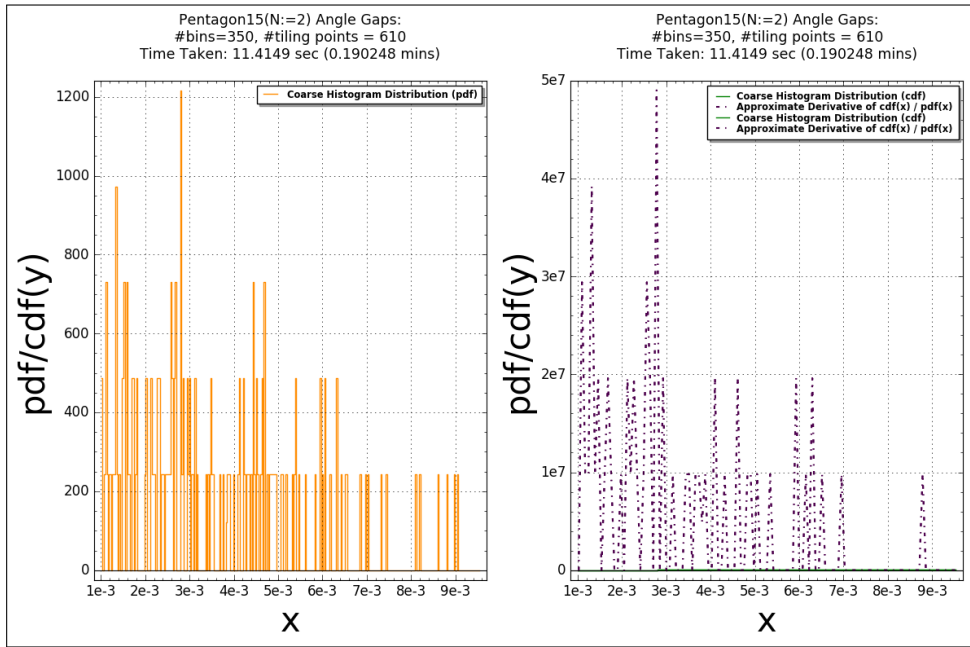 Pentagon15(N:=2) Angle Gaps:
#bins=350, #tiling points = 610
Time Taken: 11.4149 sec (0.190248 mins)
Coarse Histogram Distribution (pdf)
1200
1000
800
600
400
200
0
pdf/cdf(y)
1e-3
2e-3
3e-3
4e-3
5e-3
6e-3
7e-3
8e-3
9e-3
x
Pentagon15(N:=2) Angle Gaps:
#bins=350, #tiling points = 610
Time Taken: 11.4149 sec (0.190248 mins)
Coarse Histogram Distribution (cdf)
Approximate Derivative of cdf(x) / pdf(x)
Coarse Histogram Distribution (cdf)
Approximate Derivative of cdf(x) / pdf(x)
5e7
4e7
3e7
2e7
1e7
0
pdf/cdf(y)
1e-3
2e-3
3e-3
4e-3
5e-3
6e-3
7e-3
8e-3
9e-3
x